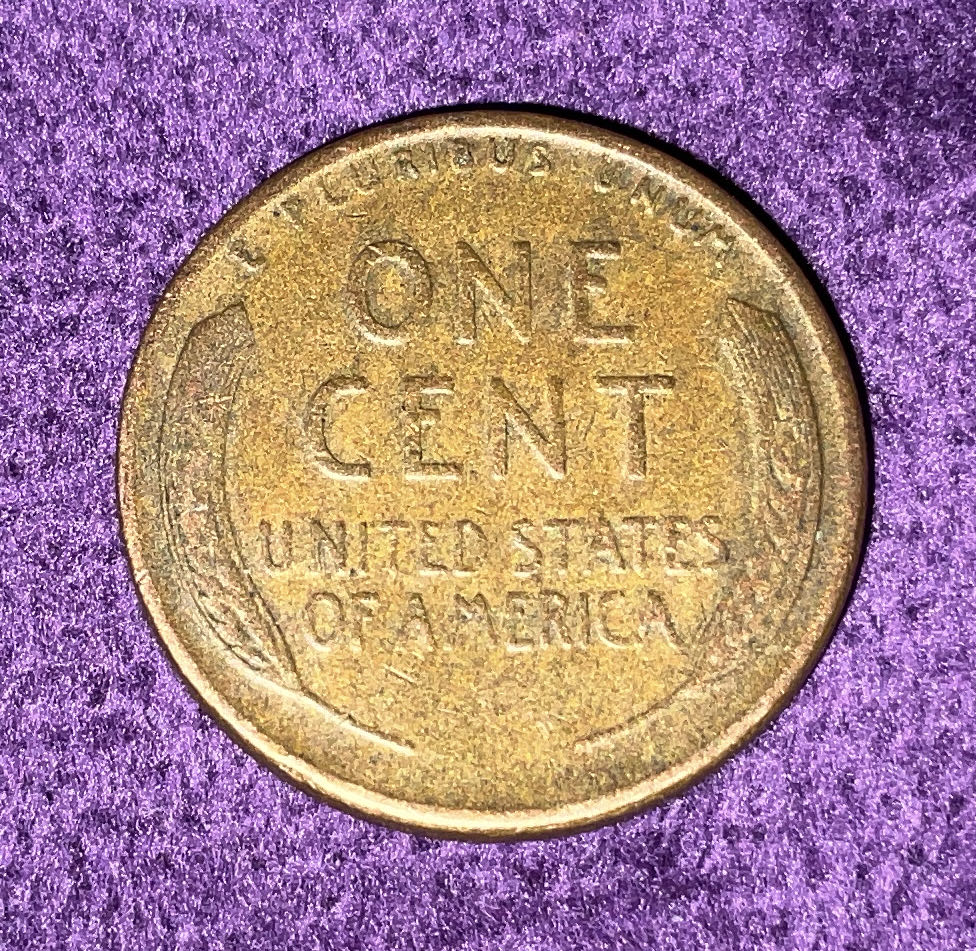 E PLURIBUS UNUM
ONE
CENT
UNITED STATES
OF AMERICA